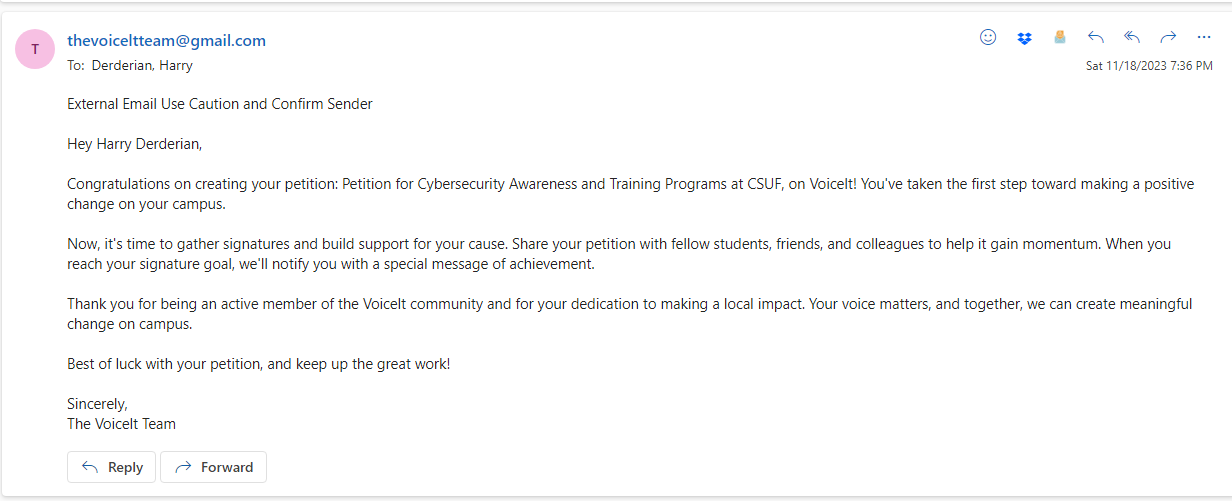 T
thevoiceltteam@gmail.com
To: Derderian, Harry
Sat 11/18/2023 7:36 PM
External Email Use Caution and Confirm Sender
Hey Harry Derderian,
Congratulations on creating your petition: Petition for Cybersecurity Awareness and Training Programs at CSUF, on VoiceIt! You've taken the first step toward making a positive
change on your campus.
Now, it's time to gather signatures and build support for your cause. Share your petition with fellow students, friends, and colleagues to help it gain momentum. When you
reach your signature goal, we'll notify you with a special message of achievement.
Thank you for being an active member of the VoiceIt community and for your dedication to making a local impact. Your voice matters, and together, we can create meaningful
change on campus.
Best of luck with your petition, and keep up the great work!
Sincerely,
The VoiceIt Team
Reply Forward